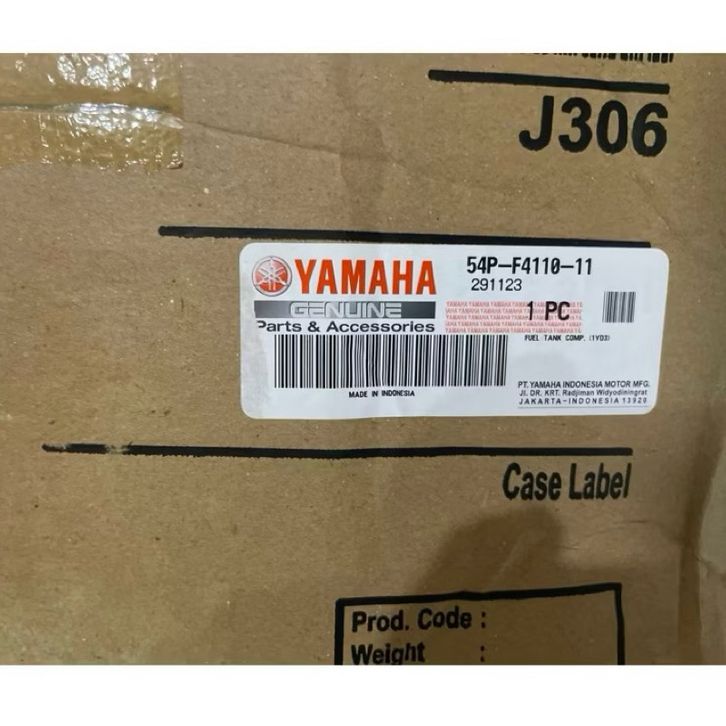 J306
YAMAHA
GENUINE
Parts & Accessories
54P-F4110-11
291123
1 PC
FUEL TANK COMP. (1YD3)
MADE IN INDONESIA
PT. YAMAHA INDONESIA MOTOR MFG.
Jl. DR. KRT. Radjiman Widyodiningrat
JAKARTA-INDONESIA 13920
Case Label
Prod. Code :
Weight :